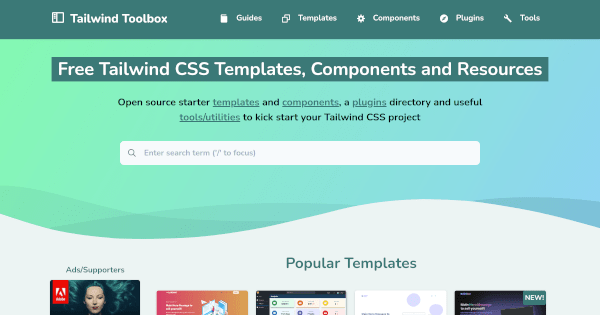 Tailwind Toolbox
Guides
Templates
Components
Plugins
Tools
Free Tailwind CSS Templates, Components and Resources
Open source starter templates and components, a plugins directory and useful
tools/utilities to kick start your Tailwind CSS project
Enter search term ('/' to focus)
Popular Templates
Ads/Supporters
Adobe
NEW!